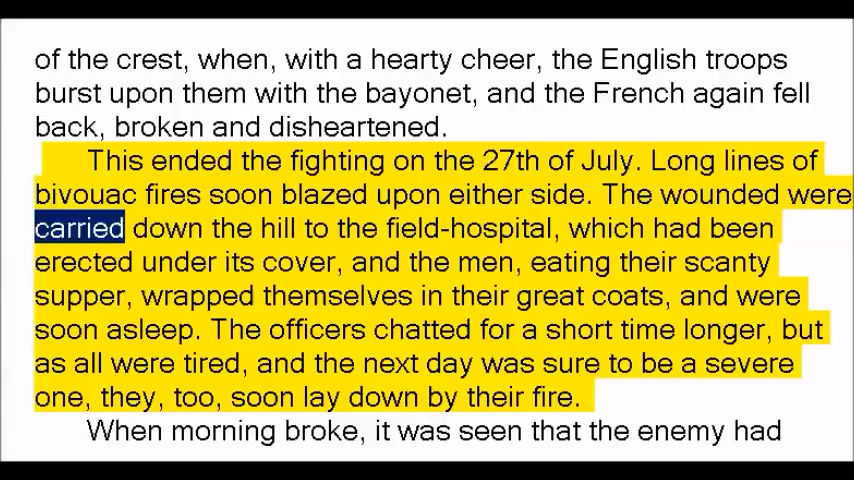 of the crest, when, with a hearty cheer, the English troops
burst upon them with the bayonet, and the French again fell
back, broken and disheartened.
This ended the fighting on the 27th of July. Long lines of
bivouac fires soon blazed upon either side. The wounded were
carried down the hill to the field-hospital, which had been
erected under its cover, and the men, eating their scanty
supper, wrapped themselves in their great coats, and were
soon asleep. The officers chatted for a short time longer, but
as all were tired, and the next day was sure to be a severe
one, they, too, soon lay down by their fire.
When morning broke, it was seen that the enemy had